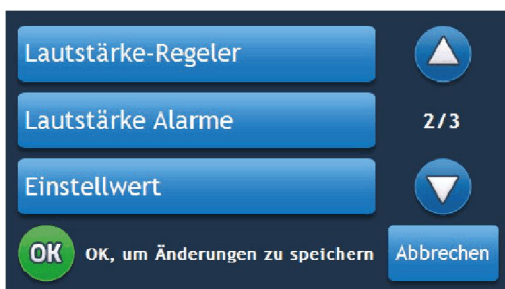 Lautstärke-Regeler
Lautstärke Alarme
2/3
Einstellwert
OK OK, um Änderungen zu speichern Abbrechen